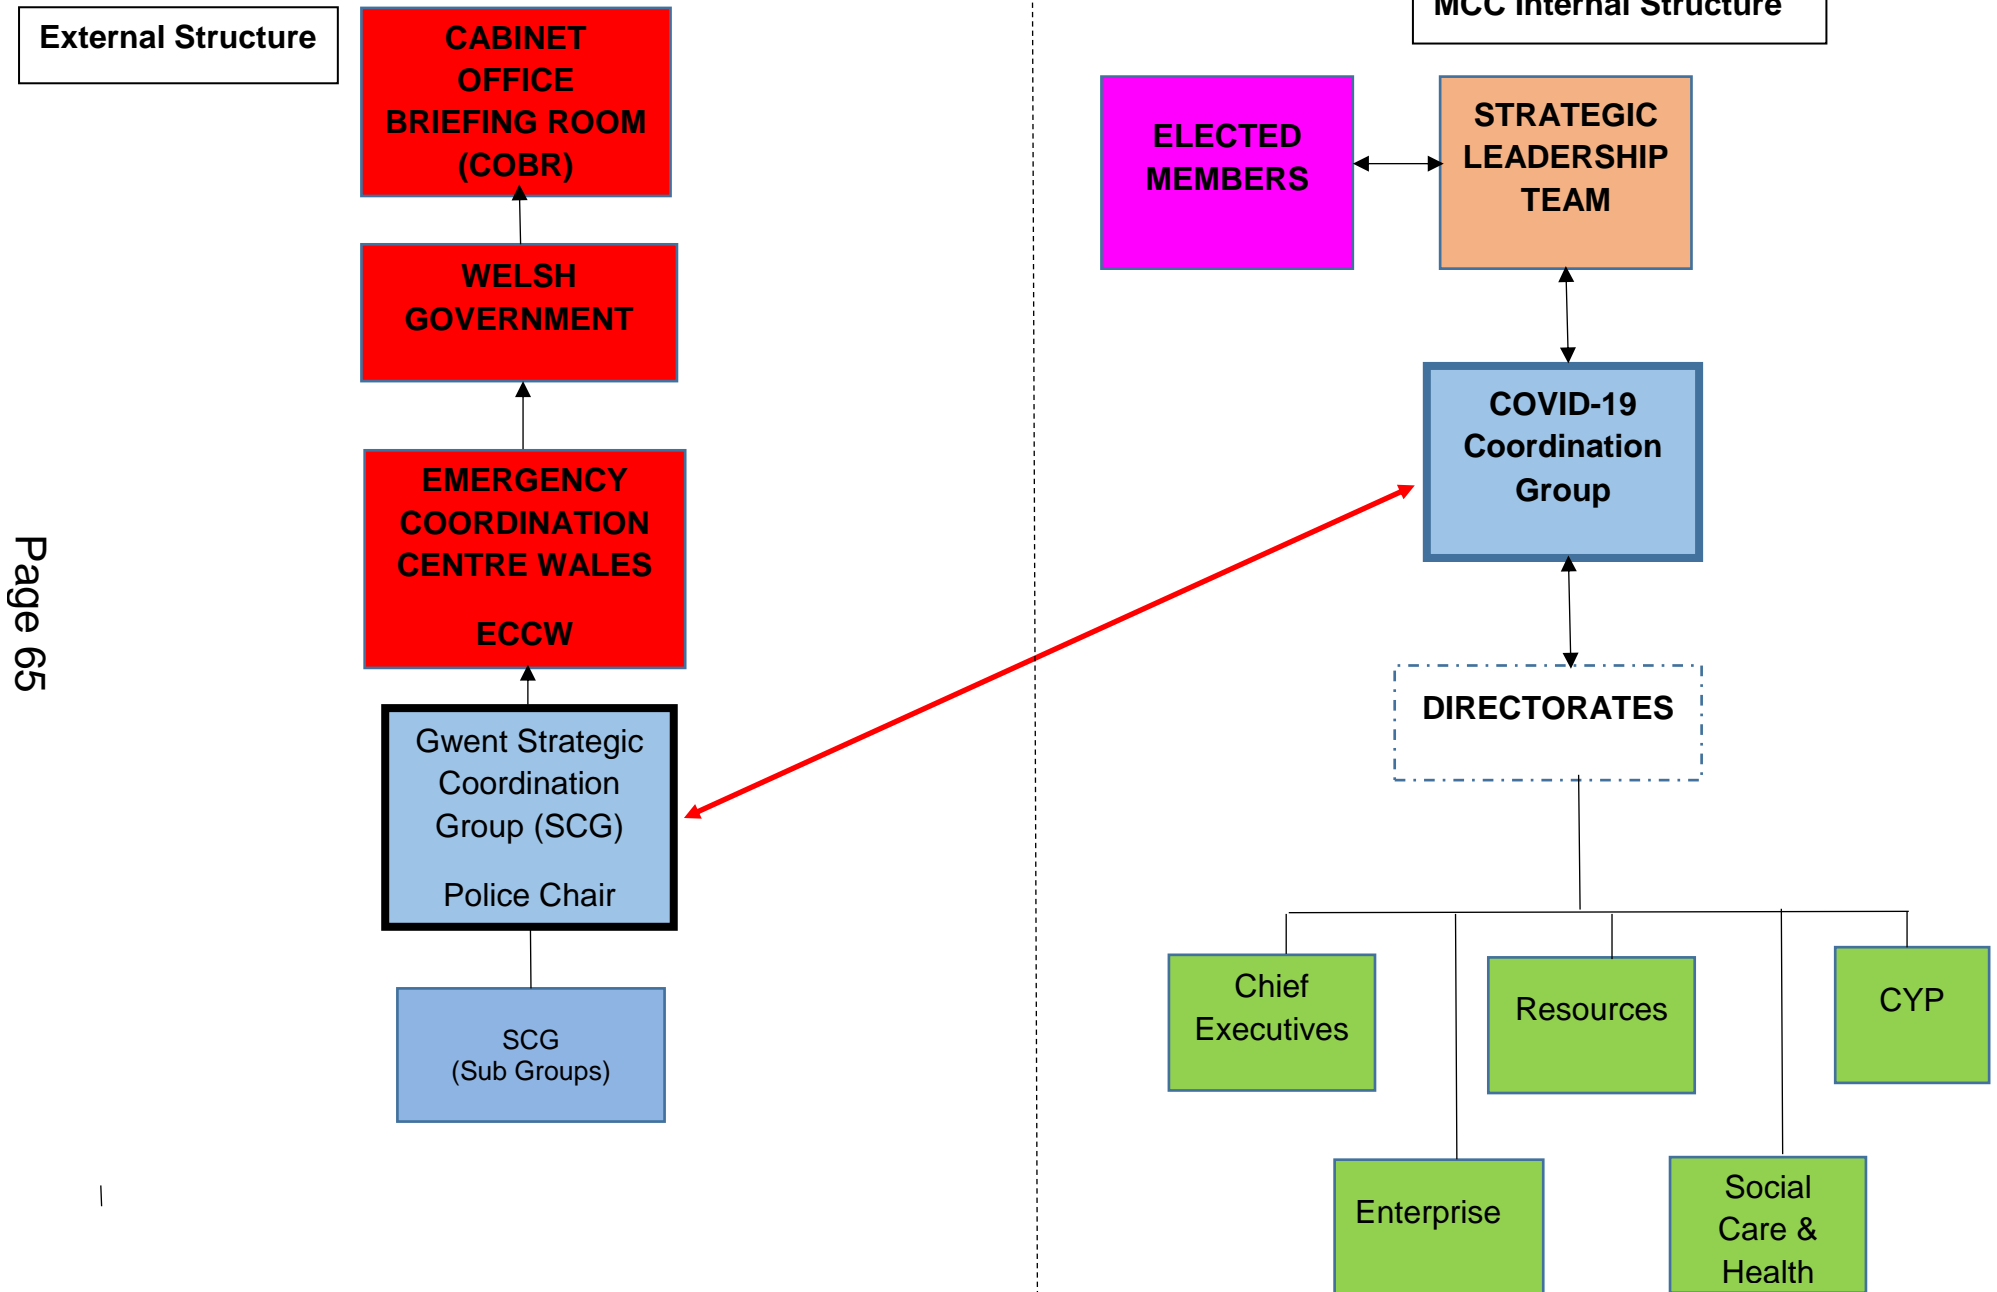 External Structure
CABINET
OFFICE
BRIEFING ROOM
(COBR)
WELSH
GOVERNMENT
EMERGENCY
COORDINATION
CENTRE WALES
ECCW
Gwent Strategic
Coordination
Group (SCG)
Police Chair
SCG
(Sub Groups)
MCC Internal Structure
ELECTED
MEMBERS
STRATEGIC
LEADERSHIP
TEAM
COVID-19
Coordination
Group
DIRECTORATES
Chief
Executives
Resources
CYP
Enterprise
Social
Care &
Health
Page 65